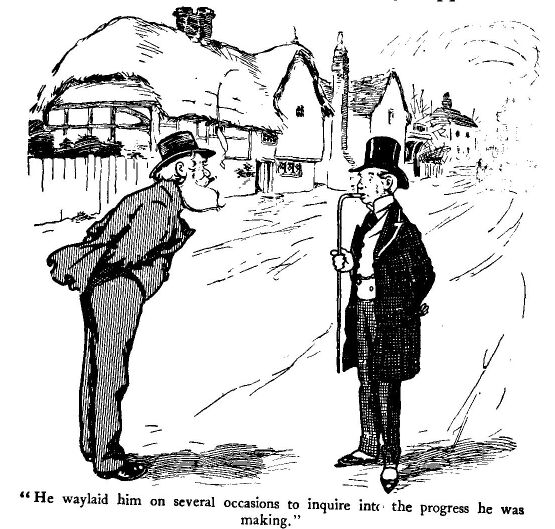 "He waylaid him on several occasions to inquire into the progress he was
making."